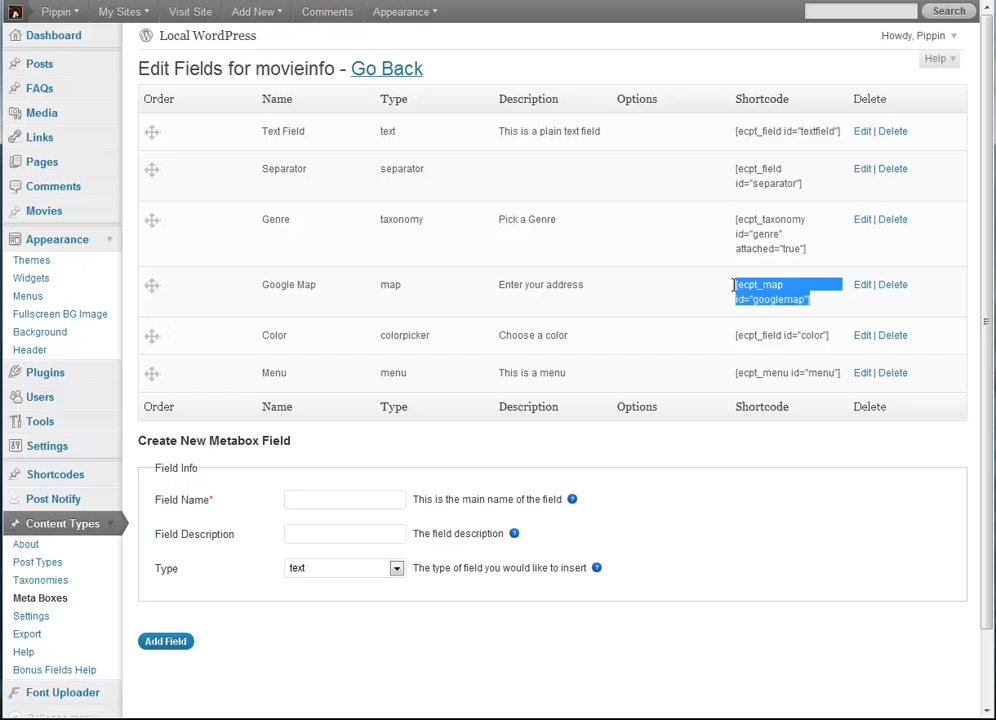 Pippin My Sites Visit Site Add New Comments Appearance Search
Dashboard
Posts
FAQs
Media
Links
Pages
Comments
Movies
Appearance
Themes
Widgets
Menus
Fullscreen BG Image
Background
Header
Plugins
Users
Tools
Settings
Shortcodes
Post Notify
Content Types
About
Post Types
Taxonomies
Meta Boxes
Settings
Export
Help
Bonus Fields Help
Font Uploader
Collapse menu
Local WordPress
Howdy, Pippin
Help
Edit Fields for movieinfo - Go Back
Order Name Type Description Options Shortcode Delete
Text Field text This is a plain text field [ecpt_field id="textfield"] Edit | Delete
Separator separator [ecpt_field Edit | Delete
id="separator"]
Genre taxonomy Pick a Genre [ecpt_taxonomy Edit | Delete
id="genre"
attached="true"]
Google Map map Enter your address [ecpt_map Edit | Delete
id="googlemap"]
Color colorpicker Choose a color [ecpt_field id="color"] Edit | Delete
Menu menu This is a menu [ecpt_menu id="menu"] Edit | Delete
Order Name Type Description Options Shortcode Delete
Create New Metabox Field
Field Info
Field Name* This is the main name of the field ?
Field Description The field description ?
Type text The type of field you would like to insert ?
Add Field